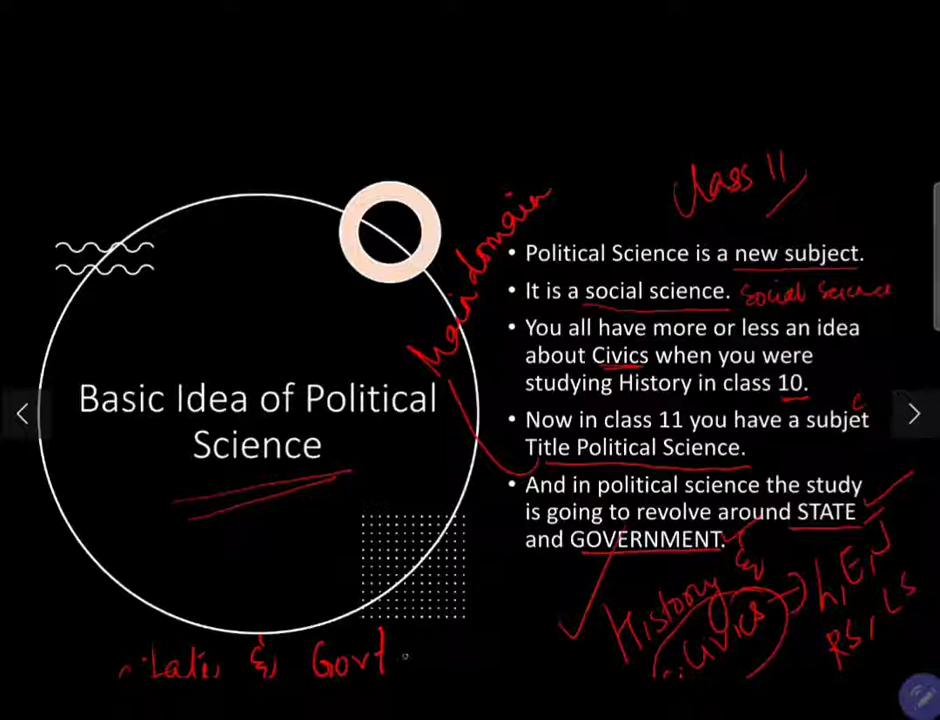 Class 11
Main domain
• Political Science is a new subject.
• It is a social science. Social Science
• You all have more or less an idea
about Civics when you were
studying History in class 10.
Basic Idea of Political
Science
• Now in class 11 you have a subjet
c
Title Political Science.
• And in political science the study
is going to revolve around STATE
and GOVERNMENT.
History &
Civics
& Govt